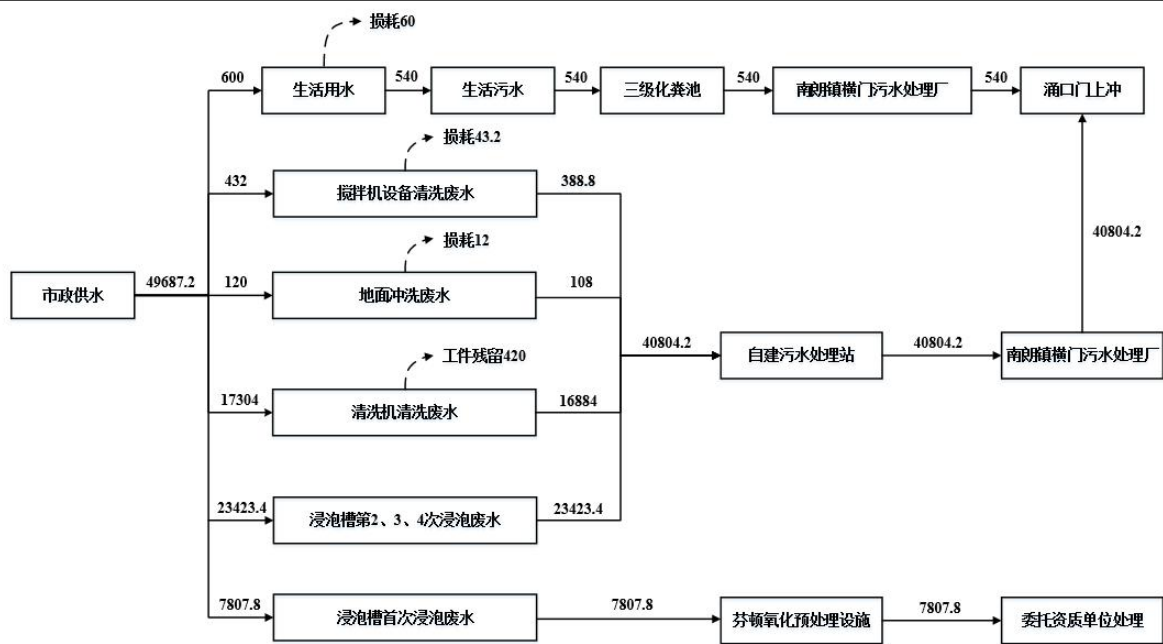 损耗60
600
生活用水
540
生活污水
540
三级化粪池
540
南朗镇横门污水处理厂
540
涌口门上冲
损耗43.2
432
搅拌机设备清洗废水
388.8
40804.2
损耗12
市政供水
49687.2
120
地面冲洗废水
108
40804.2
自建污水处理站
40804.2
南朗镇横门污水处理厂
工件残留420
17304
清洗机清洗废水
16884
23423.4
浸泡槽第2、3、4次浸泡废水
23423.4
7807.8
浸泡槽首次浸泡废水
7807.8
芬顿氧化预处理设施
7807.8
委托资质单位处理